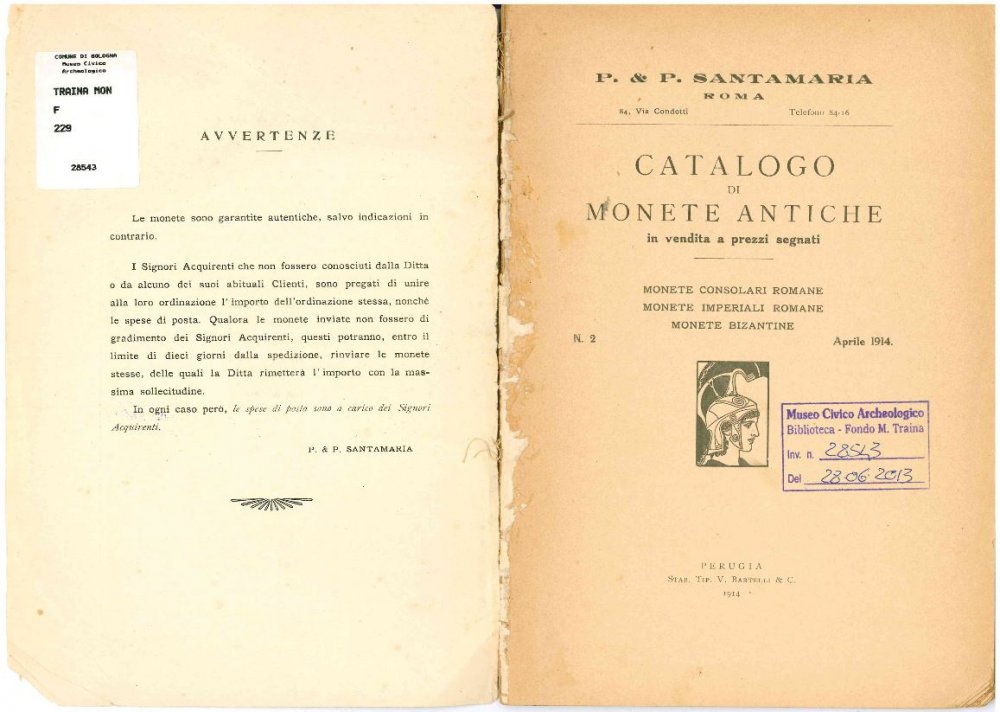 COMUNE DI BOLOGNA
Museo Civico
Archeologico
TRAINA MON
F
229
28543
AVVERTENZE
Le monete sono garantite autentiche, salvo indicazioni in
contrario.
I Signori Acquirenti che non fossero conosciuti dalla Ditta
o da alcuno dei suoi abituali Clienti, sono pregati di unire
alla loro ordinazione l'importo dell'ordinazione stessa, nonchè
le spese di posta. Qualora le monete inviate non fossero di
gradimento dei Signori Acquirenti, questi potranno, entro il
limite di dieci giorni dalla spedizione, rinviare le monete
stesse, delle quali la Ditta rimetterà l'importo con la mas-
sima sollecitudine.
In ogni caso però, le spese di posta sono a carico dei Signori
Acquirenti.
P. & P. SANTAMARIA
P. & P. SANTAMARIA
ROMA
84, Via Condotti Telefono 84-16
CATALOGO
DI
MONETE ANTICHE
in vendita a prezzi segnati
MONETE CONSOLARI ROMANE
MONETE IMPERIALI ROMANE
MONETE BIZANTINE
N. 2 Aprile 1914.
Museo Civico Archeologico
Biblioteca - Fondo M. Traina
Inv. n. 28543
Del 28.06.2013
PERUGIA
Stab. Tip. V. Bartelli & C.
1914